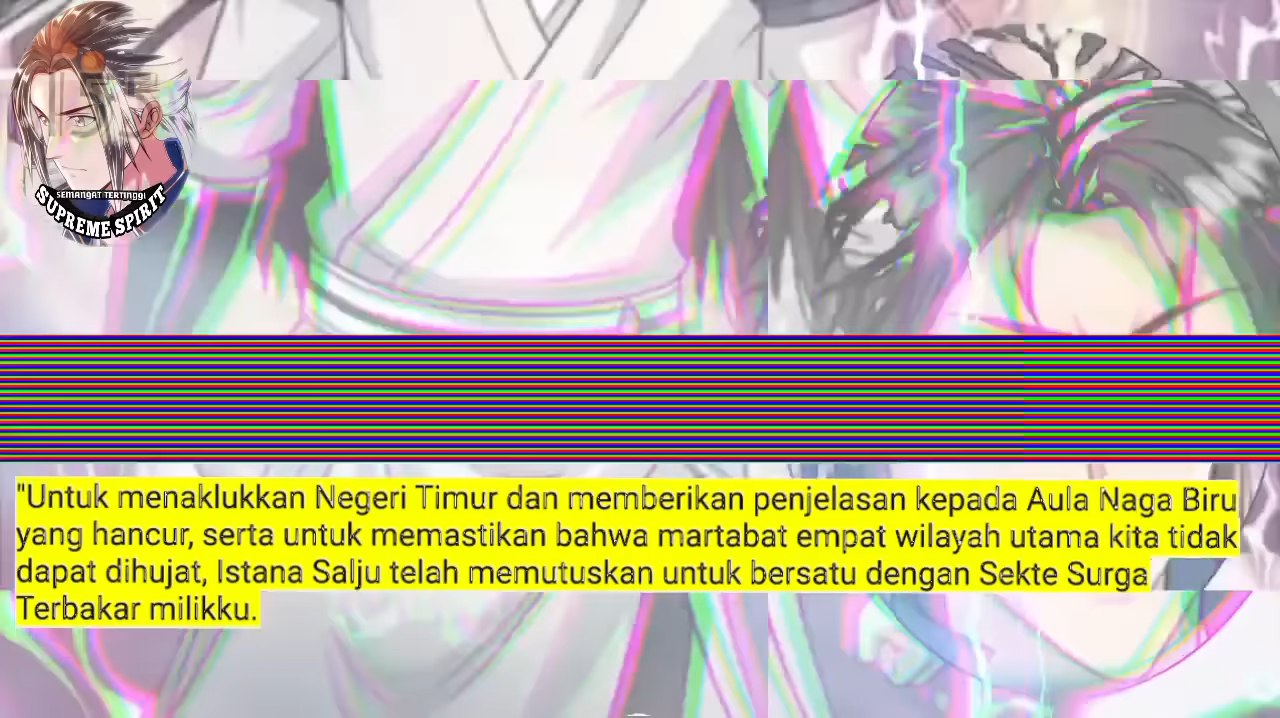 SEMANGAT TERTINGGI
SUPREME SPIRIT
"Untuk menaklukkan Negeri Timur dan memberikan penjelasan kepada Aula Naga Biru
yang hancur, serta untuk memastikan bahwa martabat empat wilayah utama kita tidak
dapat dihujat, Istana Salju telah memutuskan untuk bersatu dengan Sekte Surga
Terbakar milikku.